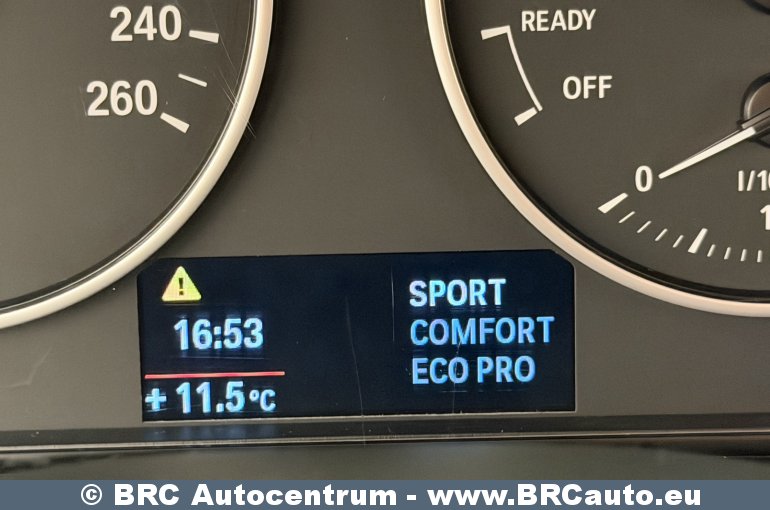 240
260
READY
OFF
0
SPORT
COMFORT
ECO PRO
16:53
+ 11.5 °C
© BRC Autocentrum - www.BRCauto.eu